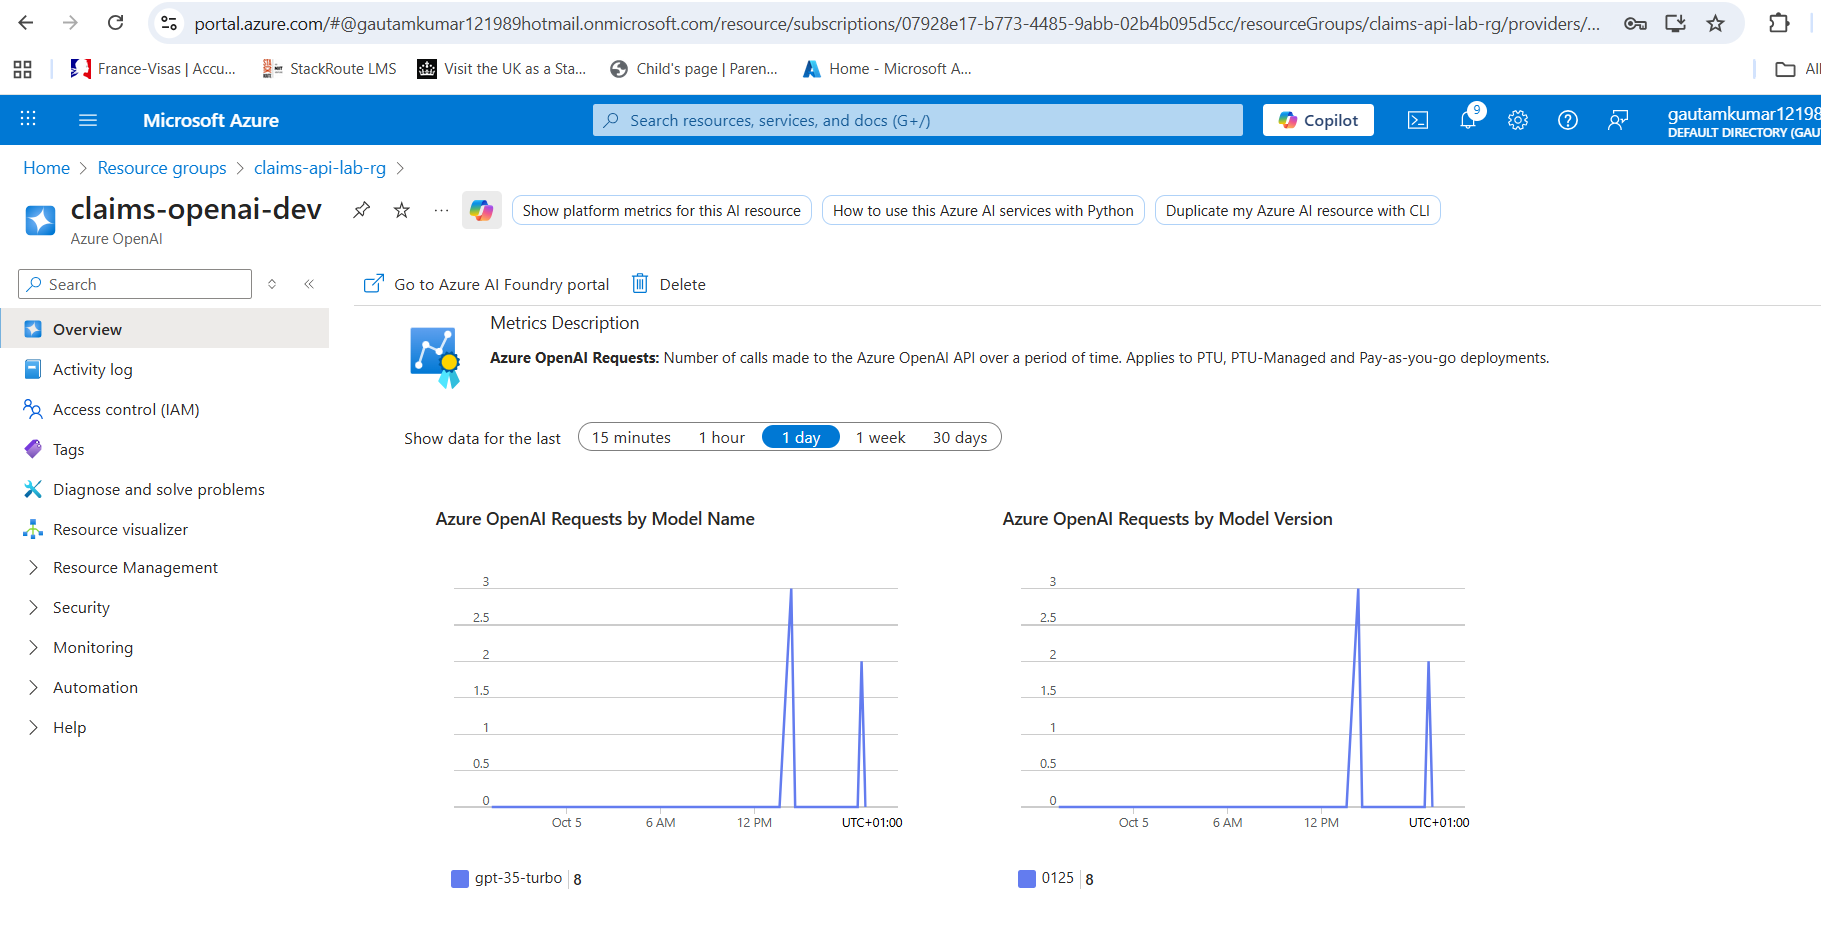 portal.azure.com/#@gautamkumar121989hotmail.onmicrosoft.com/resource/subscriptions/07928e17-b773-4485-9abb-02b4b095d5cc/resourceGroups/claims-api-lab-rg/providers/...
France-Visas | Accu... StackRoute LMS Visit the UK as a Sta... Child's page | Paren... Home - Microsoft A... All
Microsoft Azure
Search resources, services, and docs (G+/)
Copilot
9
gautamkumar121989
DEFAULT DIRECTORY (GAU
Home > Resource groups > claims-api-lab-rg >
claims-openai-dev
Azure OpenAI
Show platform metrics for this AI resource
How to use this Azure AI services with Python
Duplicate my Azure AI resource with CLI
Search
Overview
Activity log
Access control (IAM)
Tags
Diagnose and solve problems
Resource visualizer
Resource Management
Security
Monitoring
Automation
Help
Go to Azure AI Foundry portal
Delete
Metrics Description
Azure OpenAI Requests: Number of calls made to the Azure OpenAI API over a period of time. Applies to PTU, PTU-Managed and Pay-as-you-go deployments.
Show data for the last 15 minutes 1 hour 1 day 1 week 30 days
Azure OpenAI Requests by Model Name
3
2.5
2
1.5
1
0.5
0
Oct 5 6 AM 12 PM UTC+01:00
gpt-35-turbo 8
Azure OpenAI Requests by Model Version
3
2.5
2
1.5
1
0.5
0
Oct 5 6 AM 12 PM UTC+01:00
0125 8